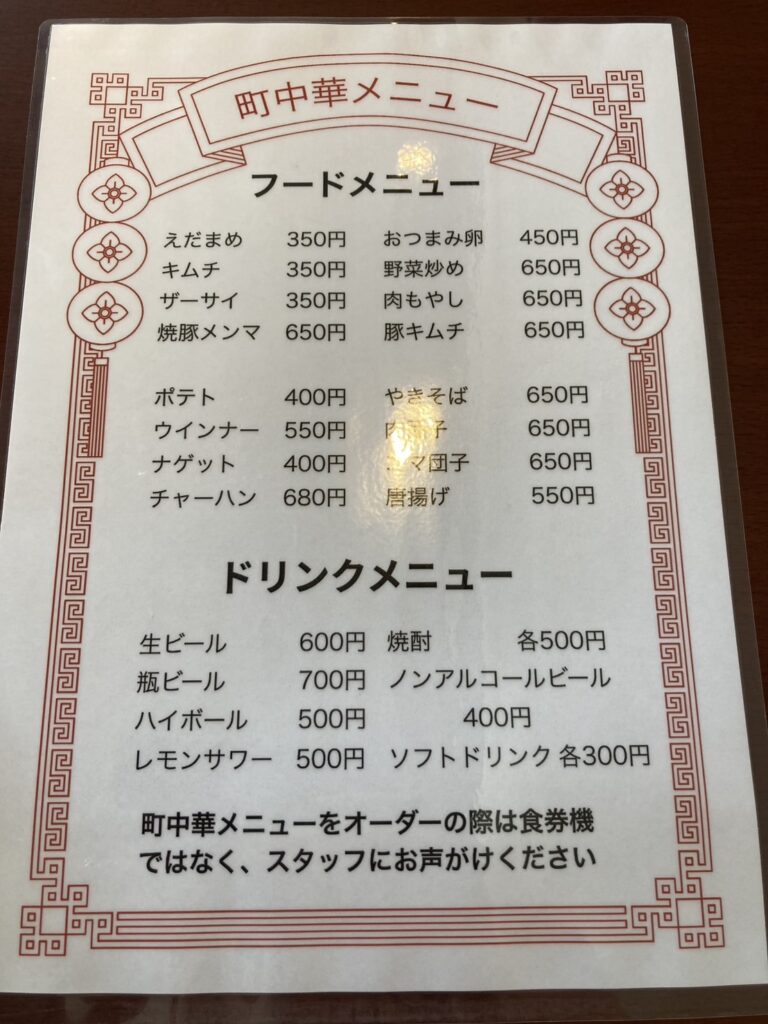 町中華メニュー
フードメニュー
えだまめ 350円 おつまみ卵 450円
キムチ 350円 野菜炒め 650円
ザーサイ 350円 肉もやし 650円
焼豚メンマ 650円 豚キムチ 650円
ポテト 400円 やきそば 650円
ウインナー 550円 650円
ナゲット 400円 ゴマ団子 650円
チャーハン 680円 唐揚げ 550円
ドリンクメニュー
生ビール 600円 焼酎 各500円
瓶ビール 700円 ノンアルコールビール
ハイボール 500円 400円
レモンサワー 500円 ソフトドリンク 各300円
町中華メニューをオーダーの際は食券機
ではなく、スタッフにお声がけください